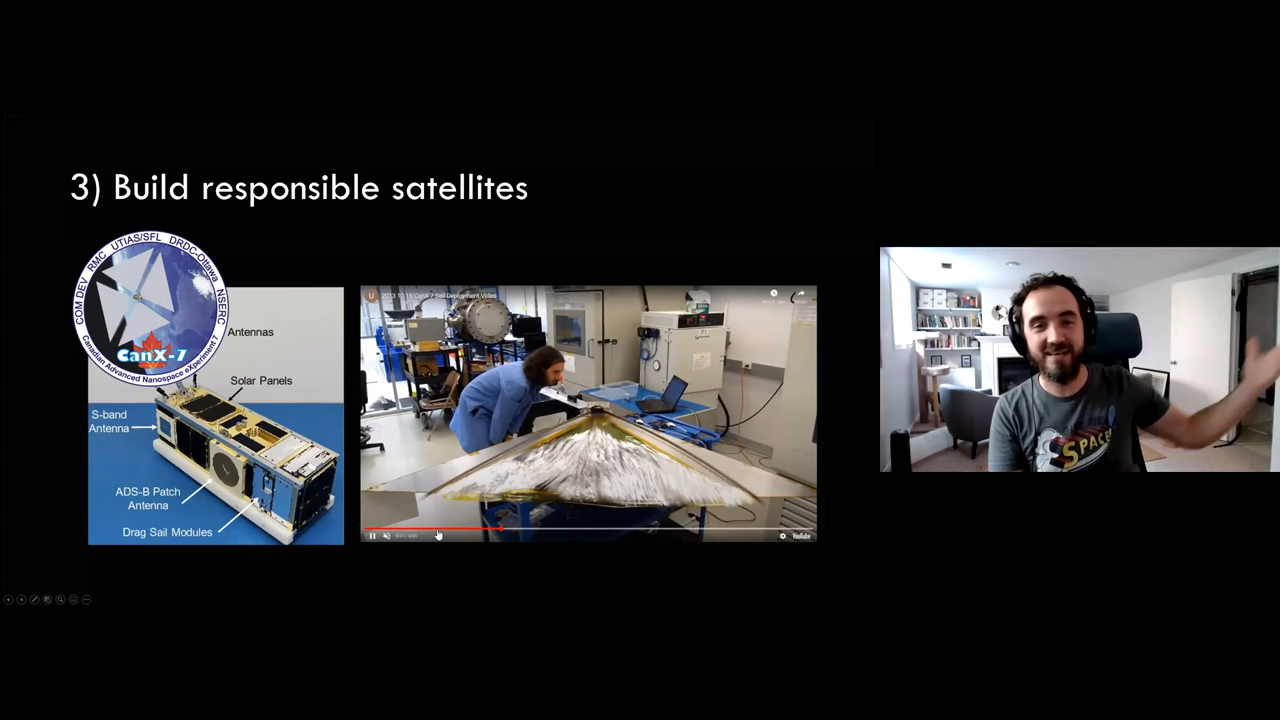 3) Build responsible satellites
COM DEV RMC UTIAS/SFL DRDC-Ottawa NSERC
CanX-7
Canadian Advanced Nanospace eXperiment 7
Antennas
Solar Panels
S-band
Antenna
ADS-B Patch
Antenna
Drag Sail Modules
U
2013 10 15 CanX-7 Sail Deployment Video
YouTube
SPACE